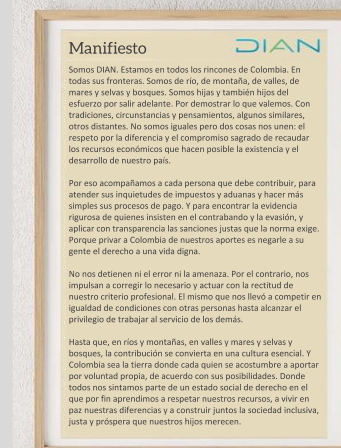 Manifiesto
DIAN
Somos DIAN. Estamos en todos los rincones de Colombia. En
todas sus fronteras. Somos de río, de montaña, de valles, de
mares y selvas y bosques. Somos hijas y también hijos del
esfuerzo por salir adelante. Por demostrar lo que valemos. Con
tradiciones, circunstancias y pensamientos, algunos similares,
otros distantes. No somos iguales pero dos cosas nos unen: el
respeto por la diferencia y el compromiso sagrado de recaudar
los recursos económicos que hacen posible la existencia y el
desarrollo de nuestro país.
Por eso acompañamos a cada persona que debe contribuir, para
atender sus inquietudes de impuestos y aduanas y hacer más
simples sus procesos de pago. Y para encontrar la evidencia
rigurosa de quienes insisten en el contrabando y la evasión, y
aplicar con transparencia las sanciones justas que la norma exige.
Porque privar a Colombia de nuestros aportes es negarle a su
gente el derecho a una vida digna.
No nos detienen ni el error ni la amenaza. Por el contrario, nos
impulsan a corregir lo necesario y actuar con la rectitud de
nuestro criterio profesional. El mismo que nos llevó a competir en
igualdad de condiciones con otras personas hasta alcanzar el
privilegio de trabajar al servicio de los demás.
Hasta que, en ríos y montañas, en valles y mares y selvas y
bosques, la contribución se convierta en una cultura esencial. Y
Colombia sea la tierra donde cada quien se acostumbre a aportar
por voluntad propia, de acuerdo con sus posibilidades. Donde
todos nos sintamos parte de un estado social de derecho en el
que por fin aprendimos a respetar nuestros recursos, a vivir en
paz nuestras diferencias y a construir juntos la sociedad inclusiva,
justa y próspera que nuestros hijos merecen.